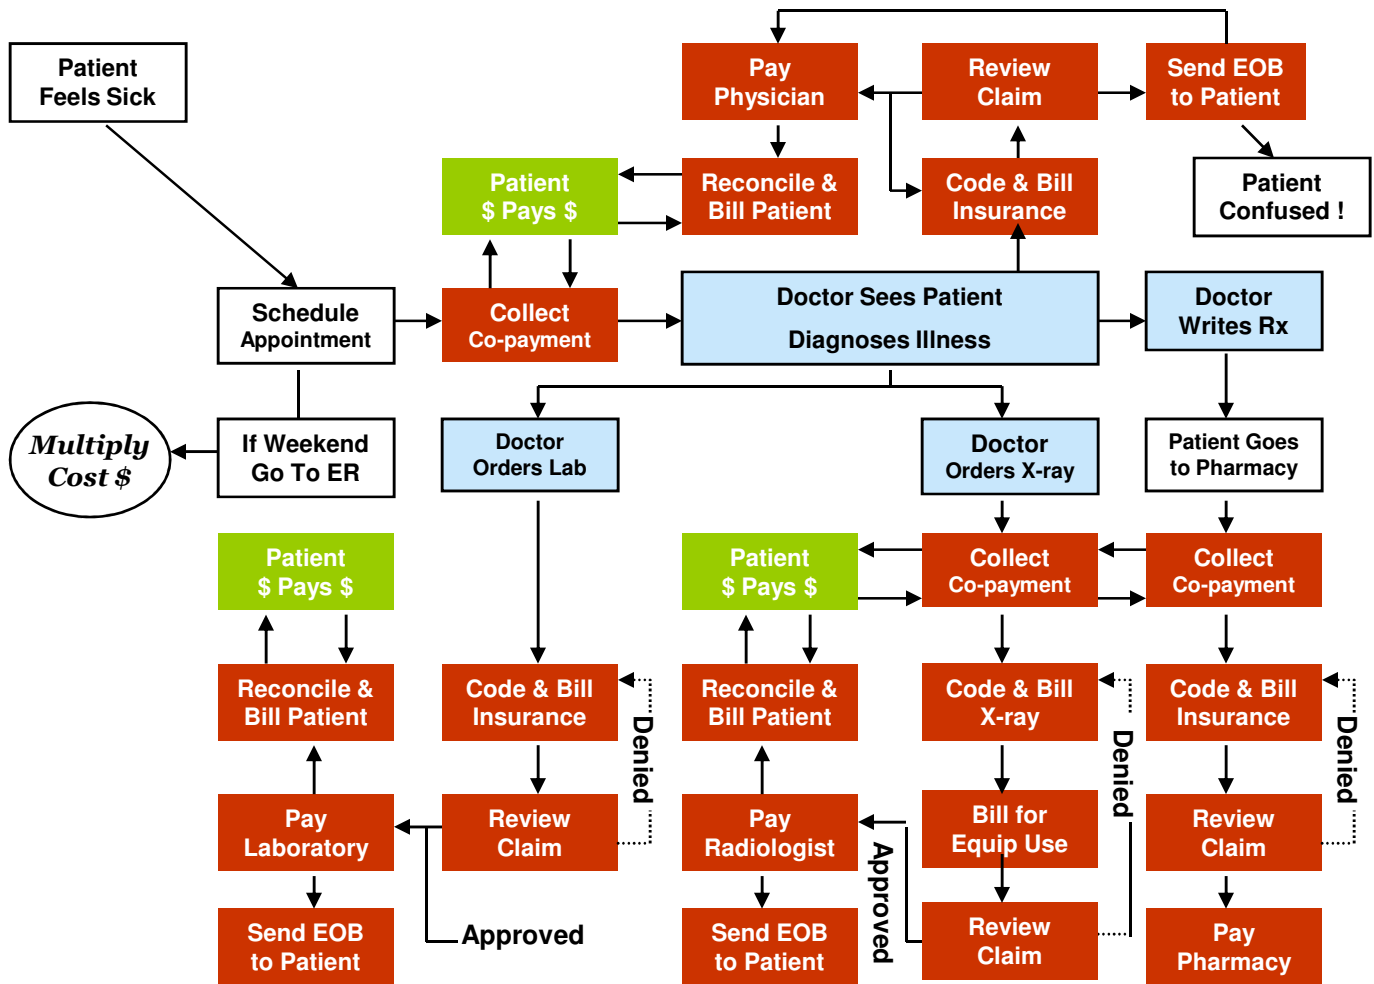 Patient
Feels Sick
Pay
Physician
Review
Claim
Send EOB
to Patient
Patient
$ Pays $
Reconcile &
Bill Patient
Code & Bill
Insurance
Patient
Confused !
Schedule
Appointment
Collect
Co-payment
Doctor Sees Patient
Diagnoses Illness
Doctor
Writes Rx
Multiply
Cost $
If Weekend
Go To ER
Doctor
Orders Lab
Doctor
Orders X-ray
Patient Goes
to Pharmacy
Patient
$ Pays $
Patient
$ Pays $
Collect
Co-payment
Collect
Co-payment
Reconcile &
Bill Patient
Code & Bill
Insurance
Denied
Reconcile &
Bill Patient
Code & Bill
X-ray
Denied
Code & Bill
Insurance
Denied
Pay
Laboratory
Review
Claim
Pay
Radiologist
Approved
Bill for
Equip Use
Review
Claim
Send EOB
to Patient
Approved
Send EOB
to Patient
Review
Claim
Pay
Pharmacy